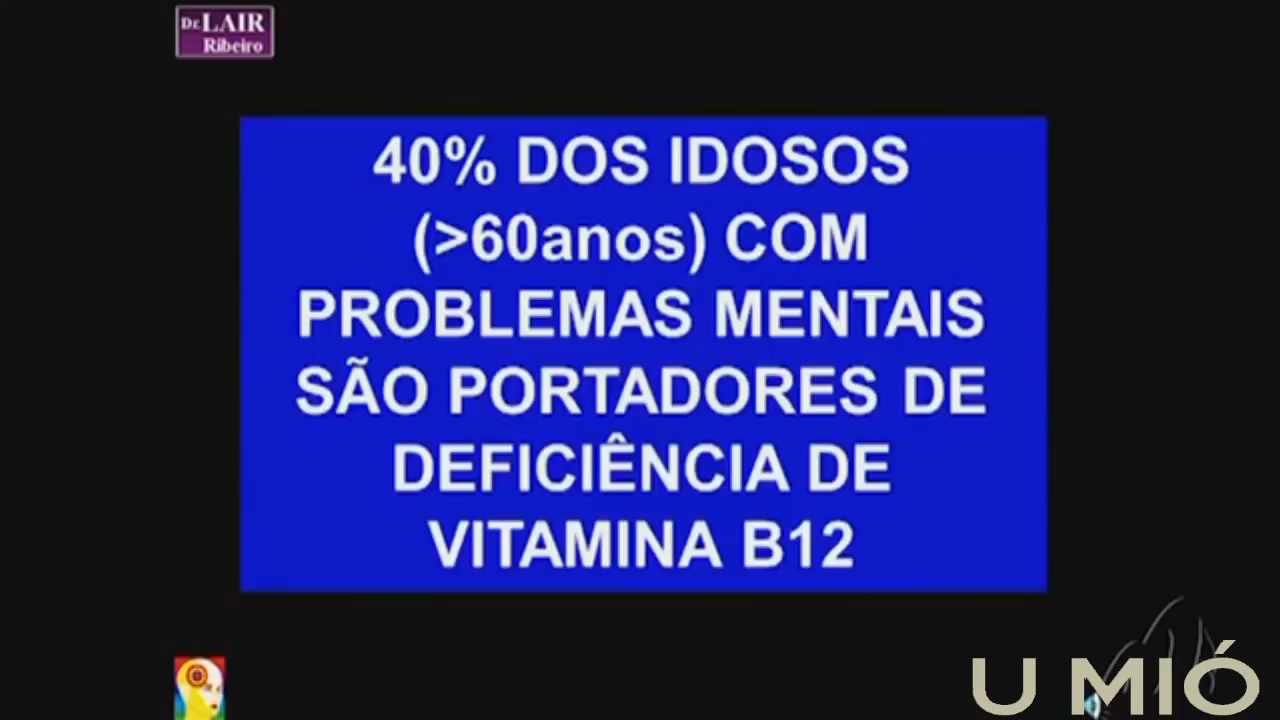 Dr. LAIR
Ribeiro
40% DOS IDOSOS
(>60anos) COM
PROBLEMAS MENTAIS
SÃO PORTADORES DE
DEFICIÊNCIA DE
VITAMINA B12
U MIÓ